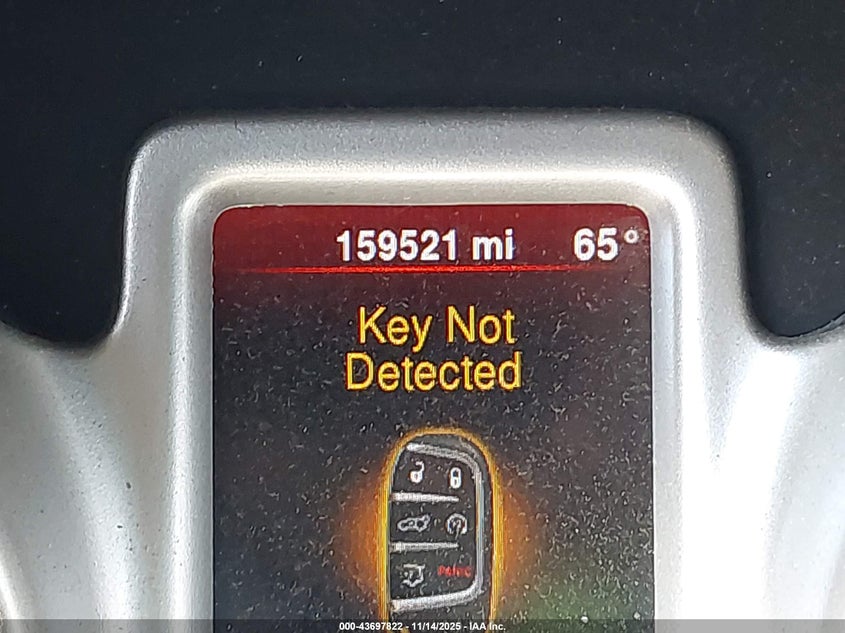 159521 mi 65°
Key Not
Detected
PANIC
000-43697822 - 11/14/2025 - IAA Inc.